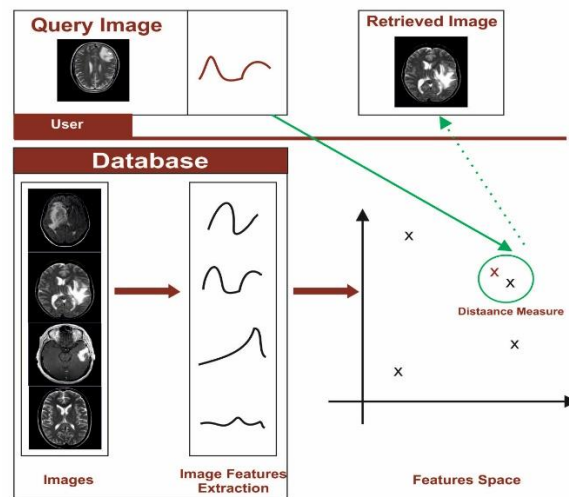 Query Image
Retrieved Image
User
Database
x
x
x
Distaance Measure
x
x
Images
Image Features
Extraction
Features Space